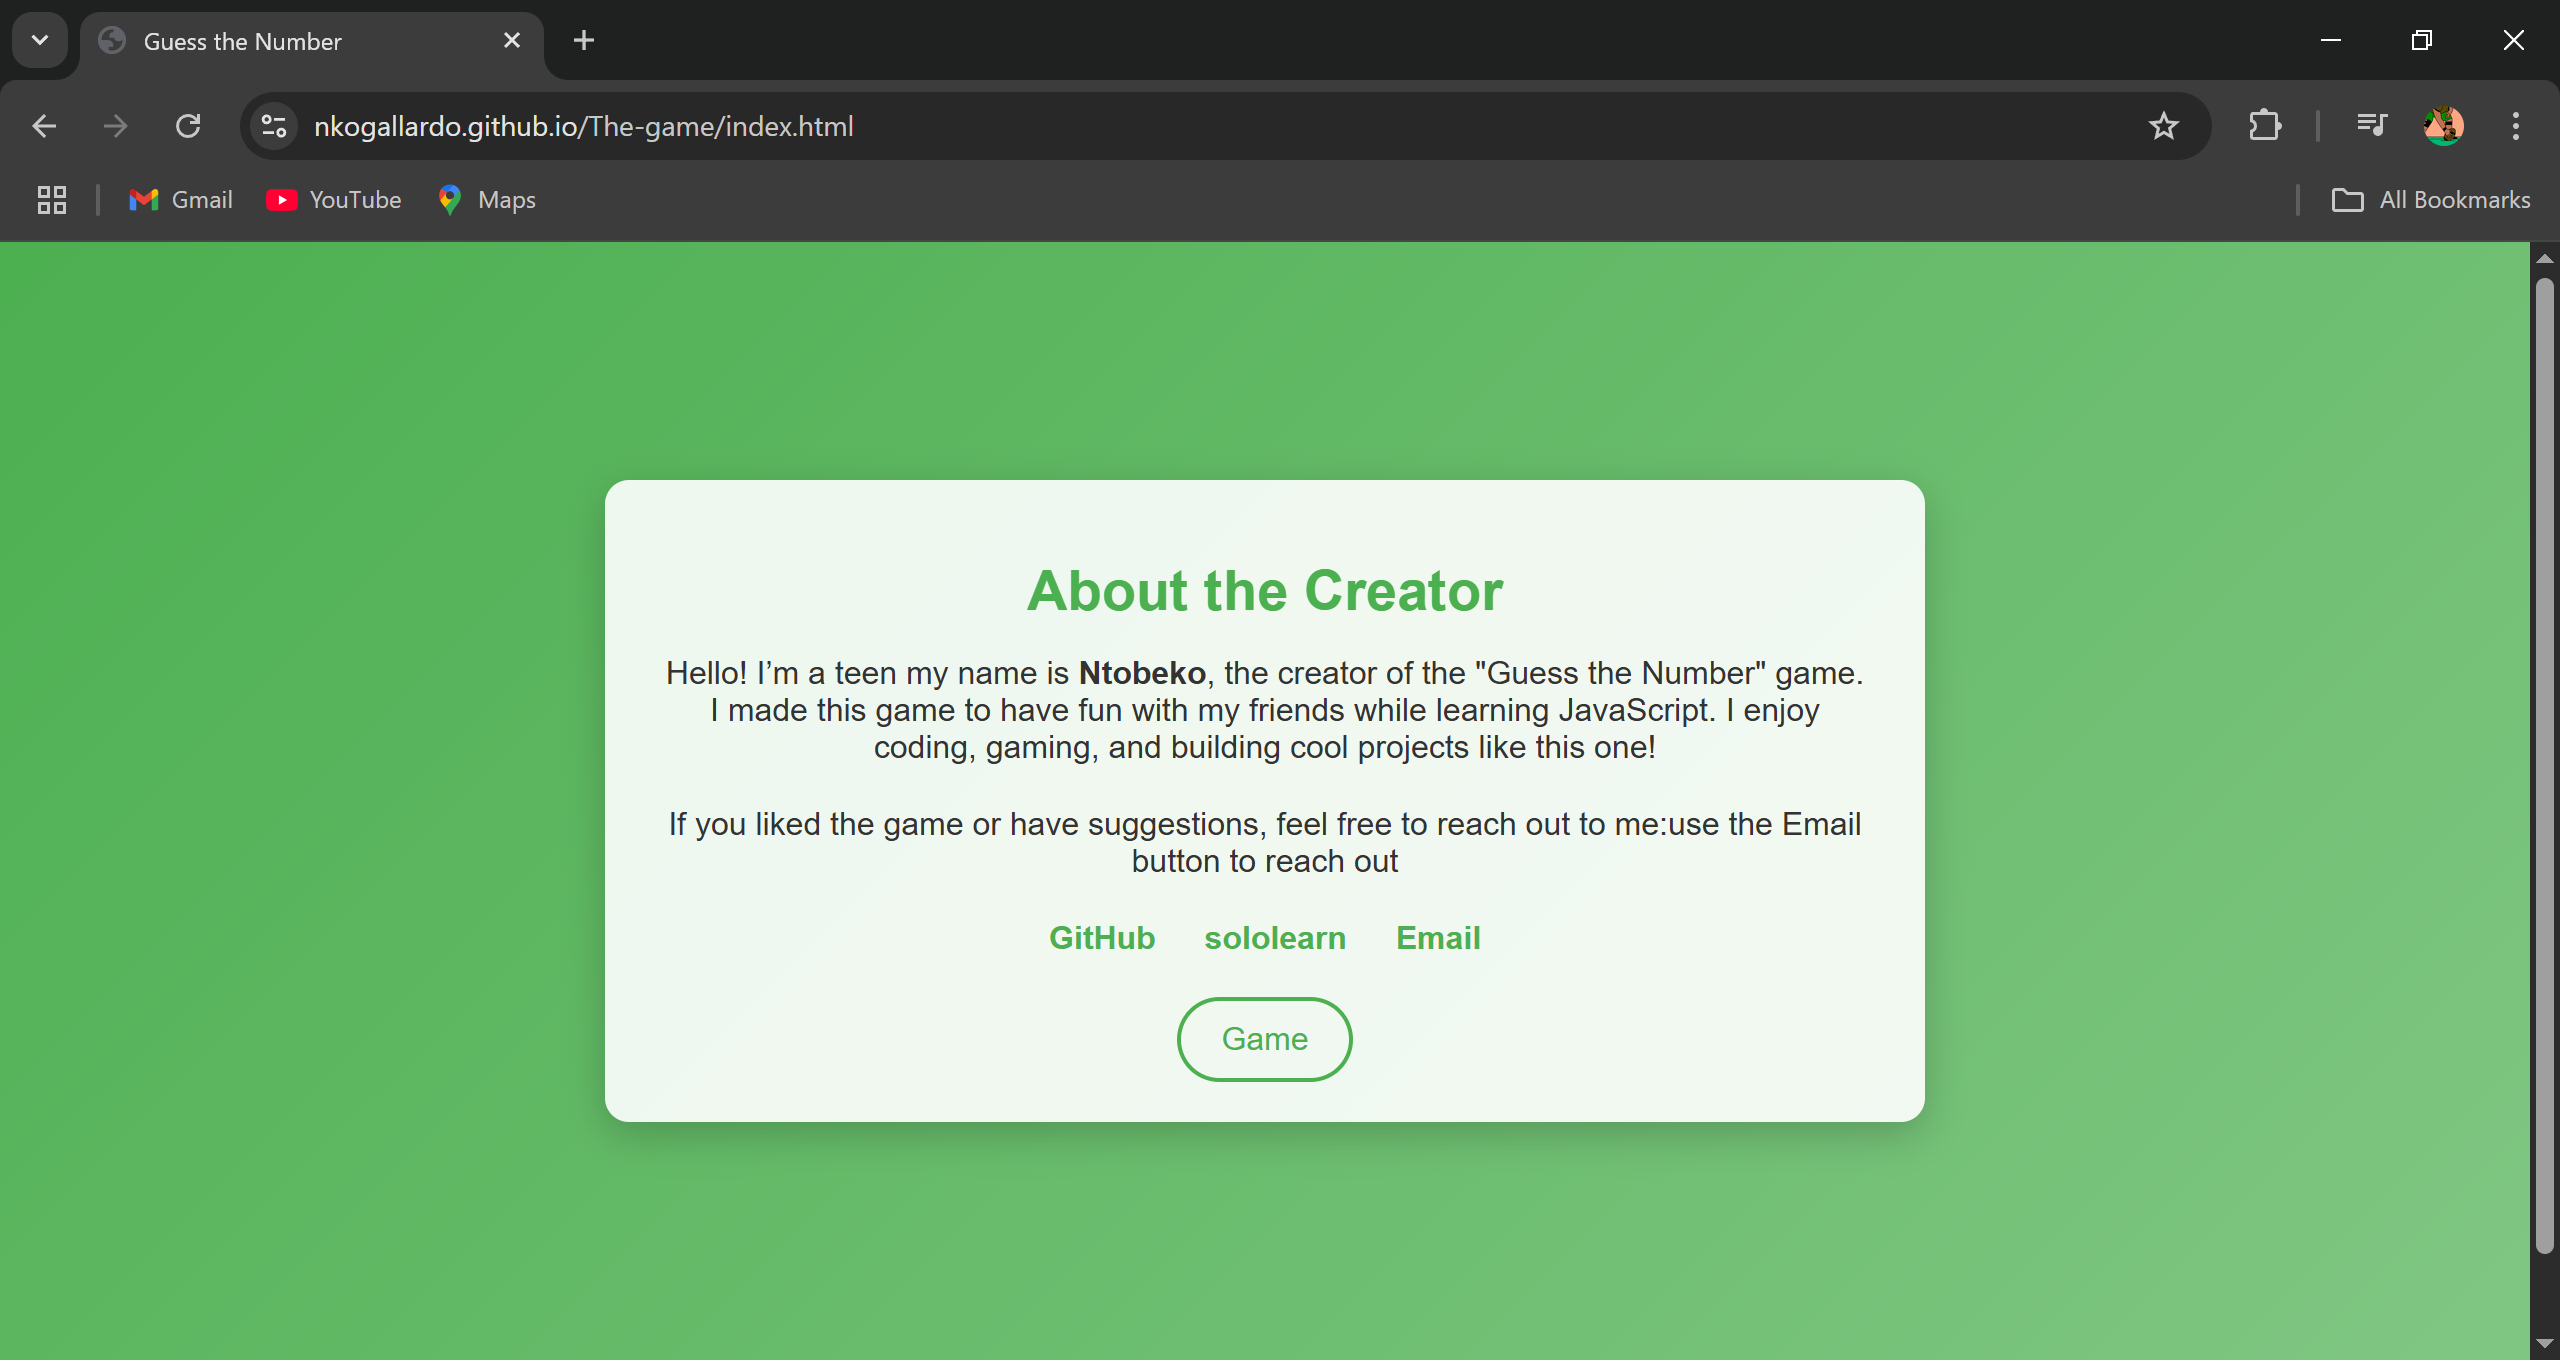 Guess the Number
nkogallardo.github.io/The-game/index.html
Gmail YouTube Maps All Bookmarks
About the Creator
Hello! I’m a teen my name is Ntobeko, the creator of the "Guess the Number" game.
I made this game to have fun with my friends while learning JavaScript. I enjoy
coding, gaming, and building cool projects like this one!
If you liked the game or have suggestions, feel free to reach out to me:use the Email
button to reach out
GitHub sololearn Email
Game